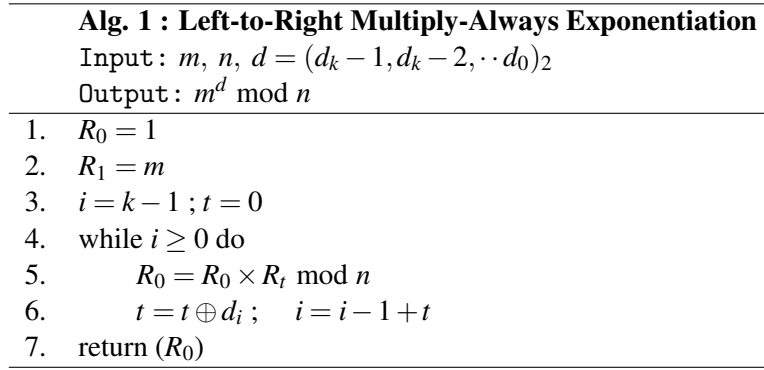 Alg. 1 : Left-to-Right Multiply-Always Exponentiation
Input: m, n, d = (d_k − 1, d_k − 2, ·· d_0)_2
Output: m^d mod n
1. R_0 = 1
2. R_1 = m
3. i = k − 1 ; t = 0
4. while i ≥ 0 do
5. R_0 = R_0 × R_t mod n
6. t = t ⊕ d_i ; i = i − 1 + t
7. return (R_0)